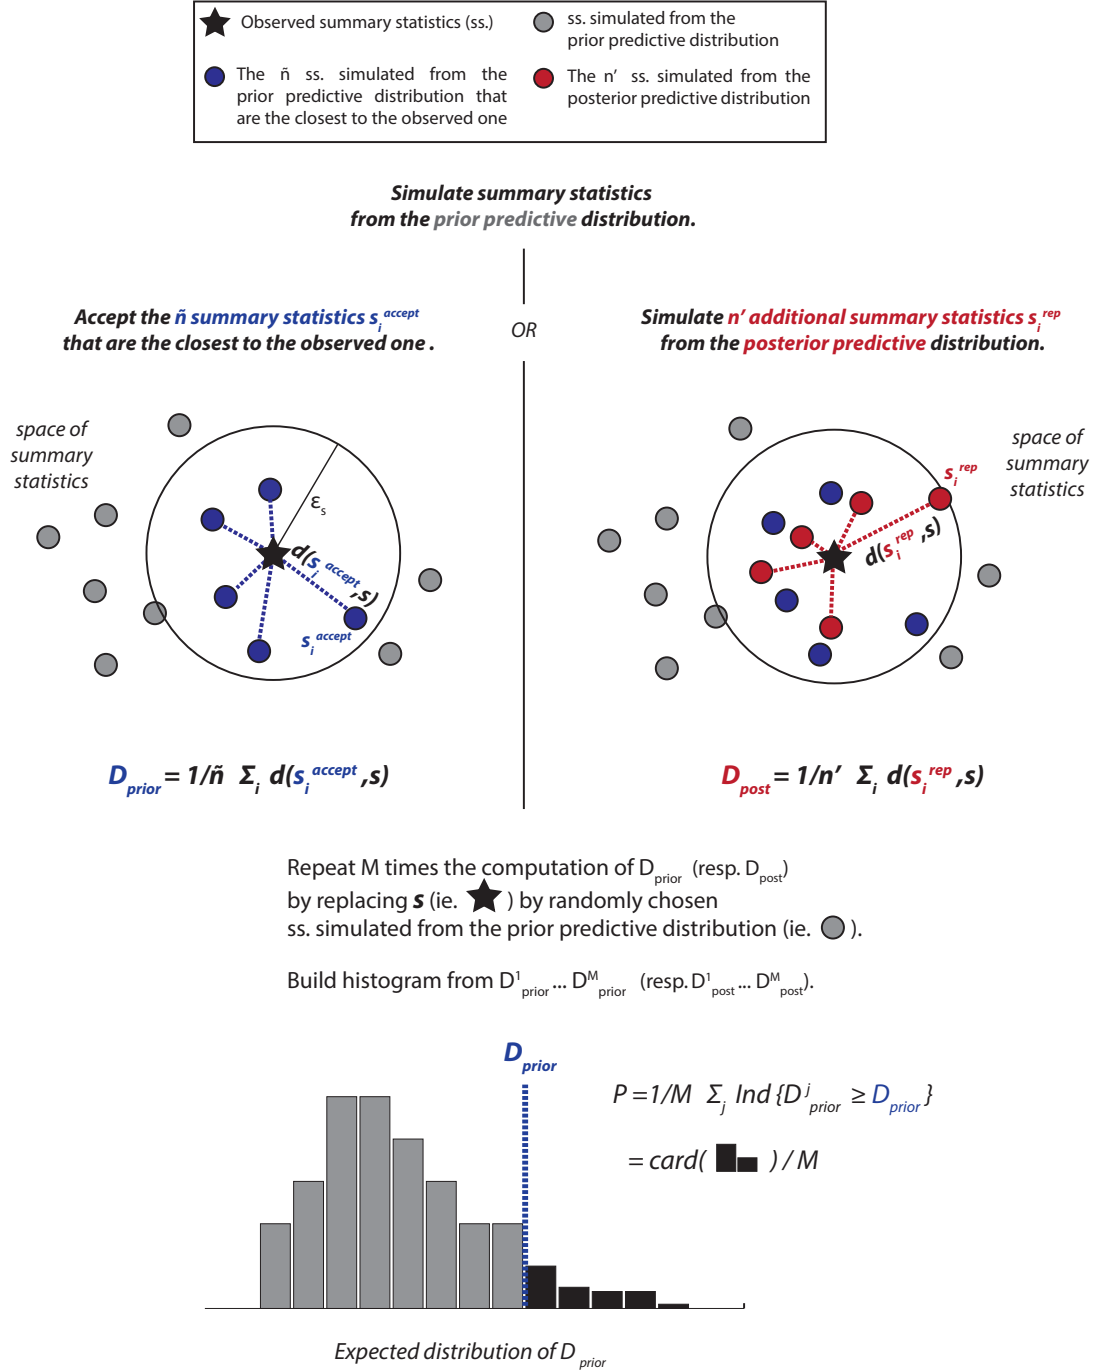 Observed summary statistics (ss.)
ss. simulated from the
prior predictive distribution
The ñ ss. simulated from the
prior predictive distribution that
are the closest to the observed one
The n' ss. simulated from the
posterior predictive distribution
Simulate summary statistics
from the prior predictive distribution.
Accept the ñ summary statistics s_i^accept
that are the closest to the observed one .
OR
Simulate n' additional summary statistics s_i^rep
from the posterior predictive distribution.
space of
summary
statistics
ε_s
d(s_i^accept,s)
s_i^accept
D_prior = 1/ñ Σ_i d(s_i^accept,s)
space of
summary
statistics
s_i^rep
d(s_i^rep,s)
D_post = 1/n' Σ_i d(s_i^rep,s)
Repeat M times the computation of D_prior (resp. D_post)
by replacing s (ie. ★ ) by randomly chosen
ss. simulated from the prior predictive distribution (ie. ● ).
Build histogram from D^1_prior ... D^M_prior (resp. D^1_post ... D^M_post).
D_prior
P =1/M Σ_j Ind {D^j_prior ≥ D_prior }
= card( ) / M
Expected distribution of D_prior